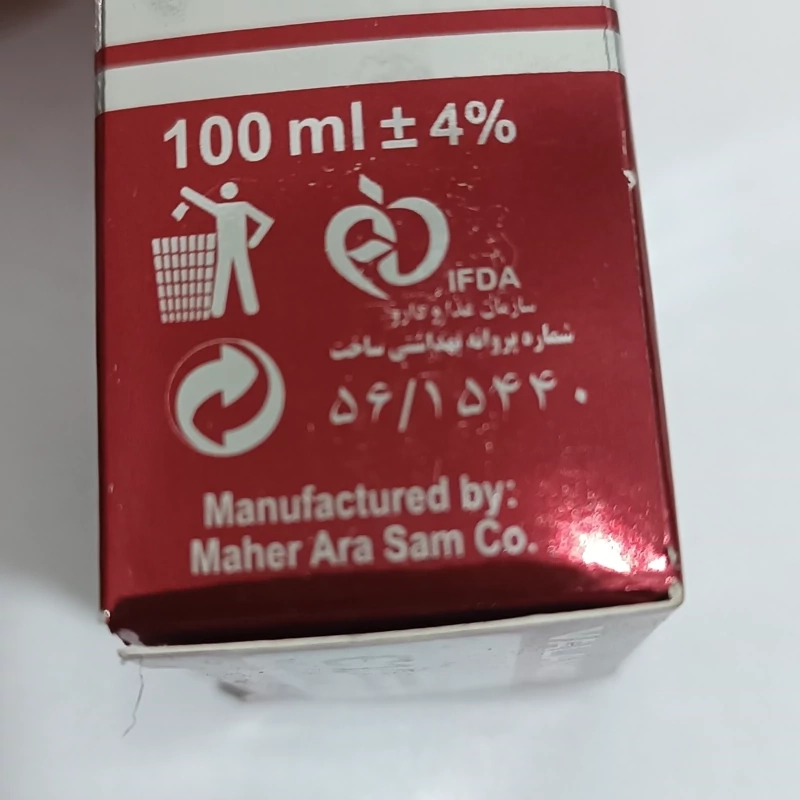 100 ml ± 4%
IFDA
سازمان غذا و دارو
شماره پروانه بهداشتی ساخت
۵۶/۱۵۴۴۰
Manufactured by:
Maher Ara Sam Co.